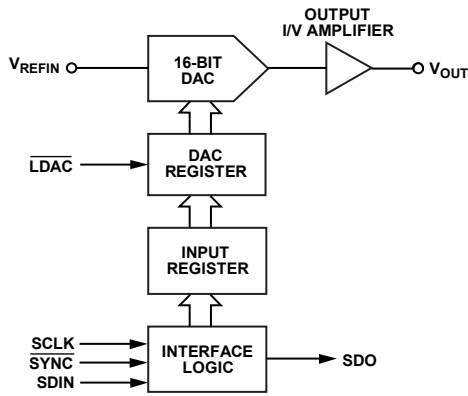 OUTPUT
I/V AMPLIFIER
VREFIN
16-BIT
DAC
VOUT
LDAC
DAC
REGISTER
INPUT
REGISTER
SCLK
SYNC
SDIN
INTERFACE
LOGIC
SDO